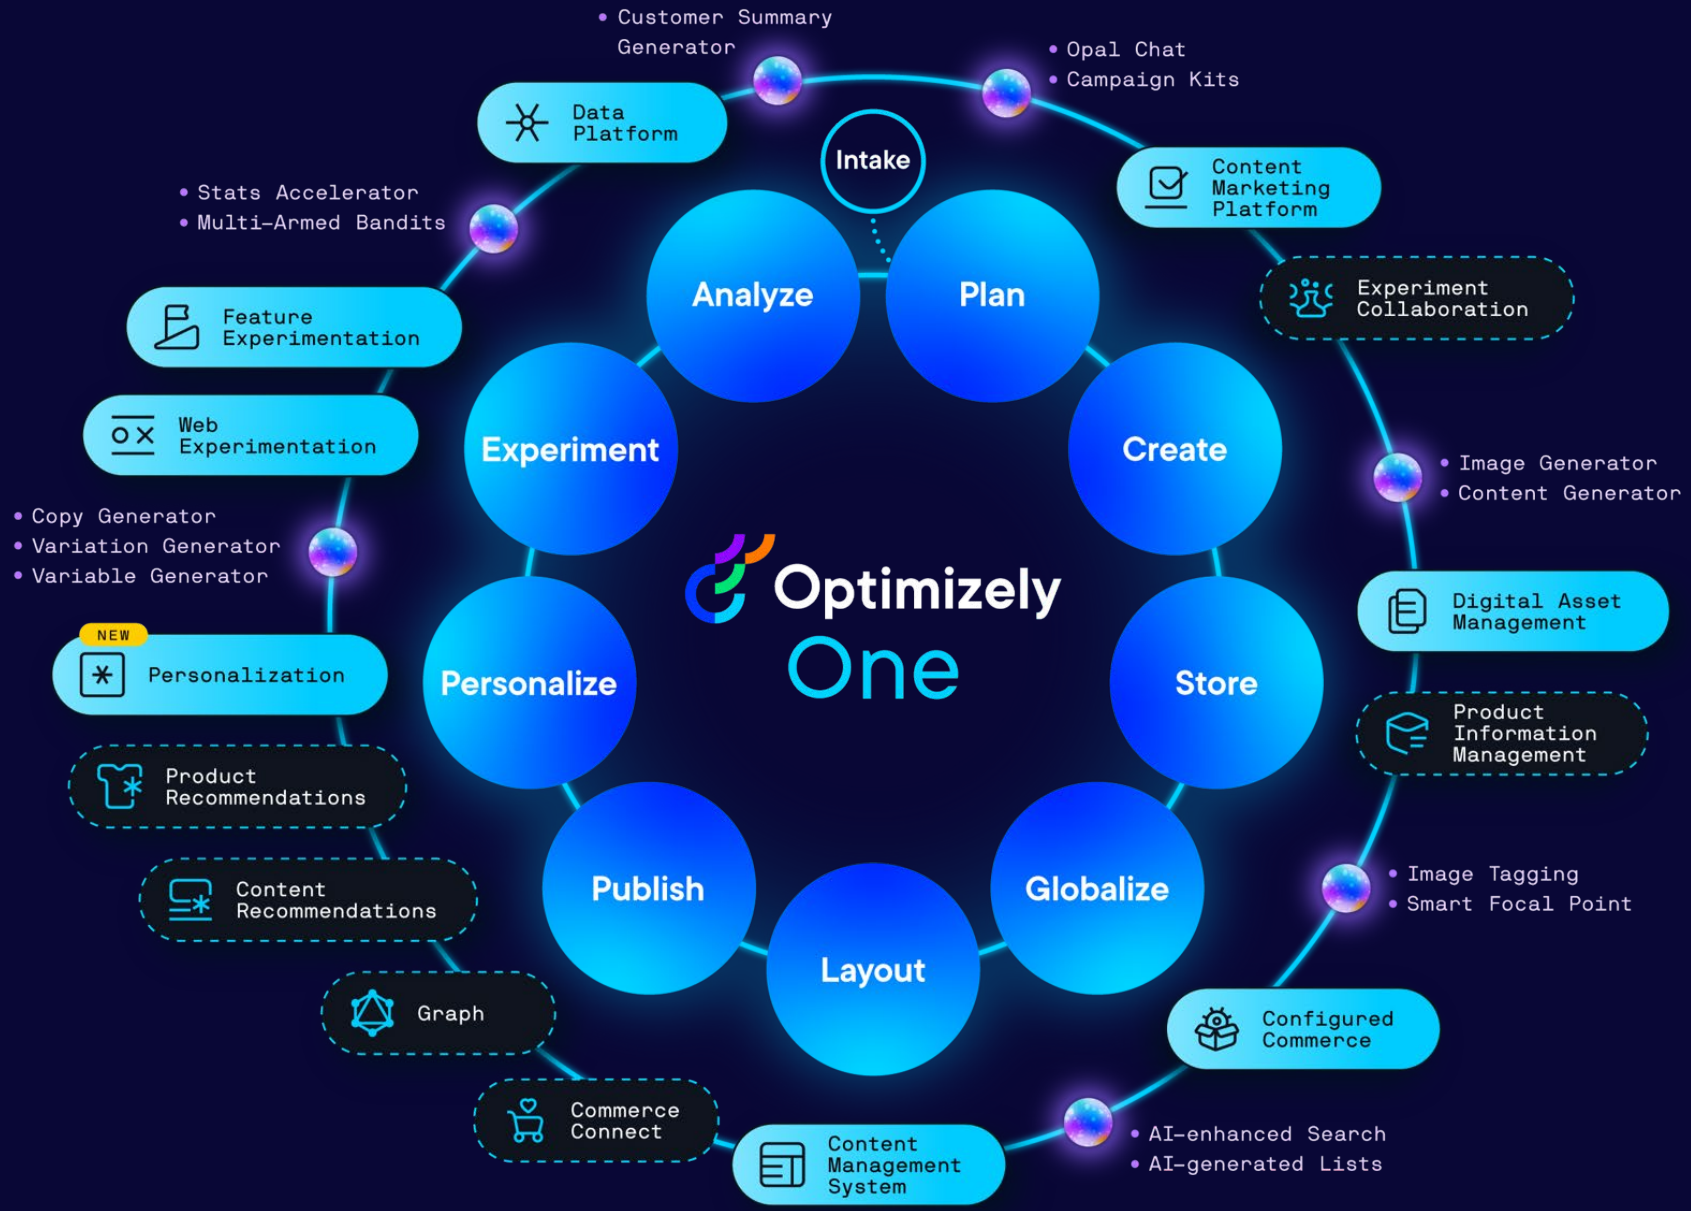 Customer Summary
Generator
Opal Chat
Campaign Kits
Data
Platform
Intake
Content
Marketing
Platform
Stats Accelerator
Multi-Armed Bandits
Analyze
Plan
Experiment
Collaboration
Feature
Experimentation
Web
Experimentation
Experiment
Create
Image Generator
Content Generator
Copy Generator
Variation Generator
Variable Generator
Optimizely
One
Digital Asset
Management
NEW
Personalization
Personalize
Store
Product
Information
Management
Product
Recommendations
Content
Recommendations
Publish
Globalize
Image Tagging
Smart Focal Point
Layout
Graph
Configured
Commerce
Commerce
Connect
Content
Management
System
AI-enhanced Search
AI-generated Lists